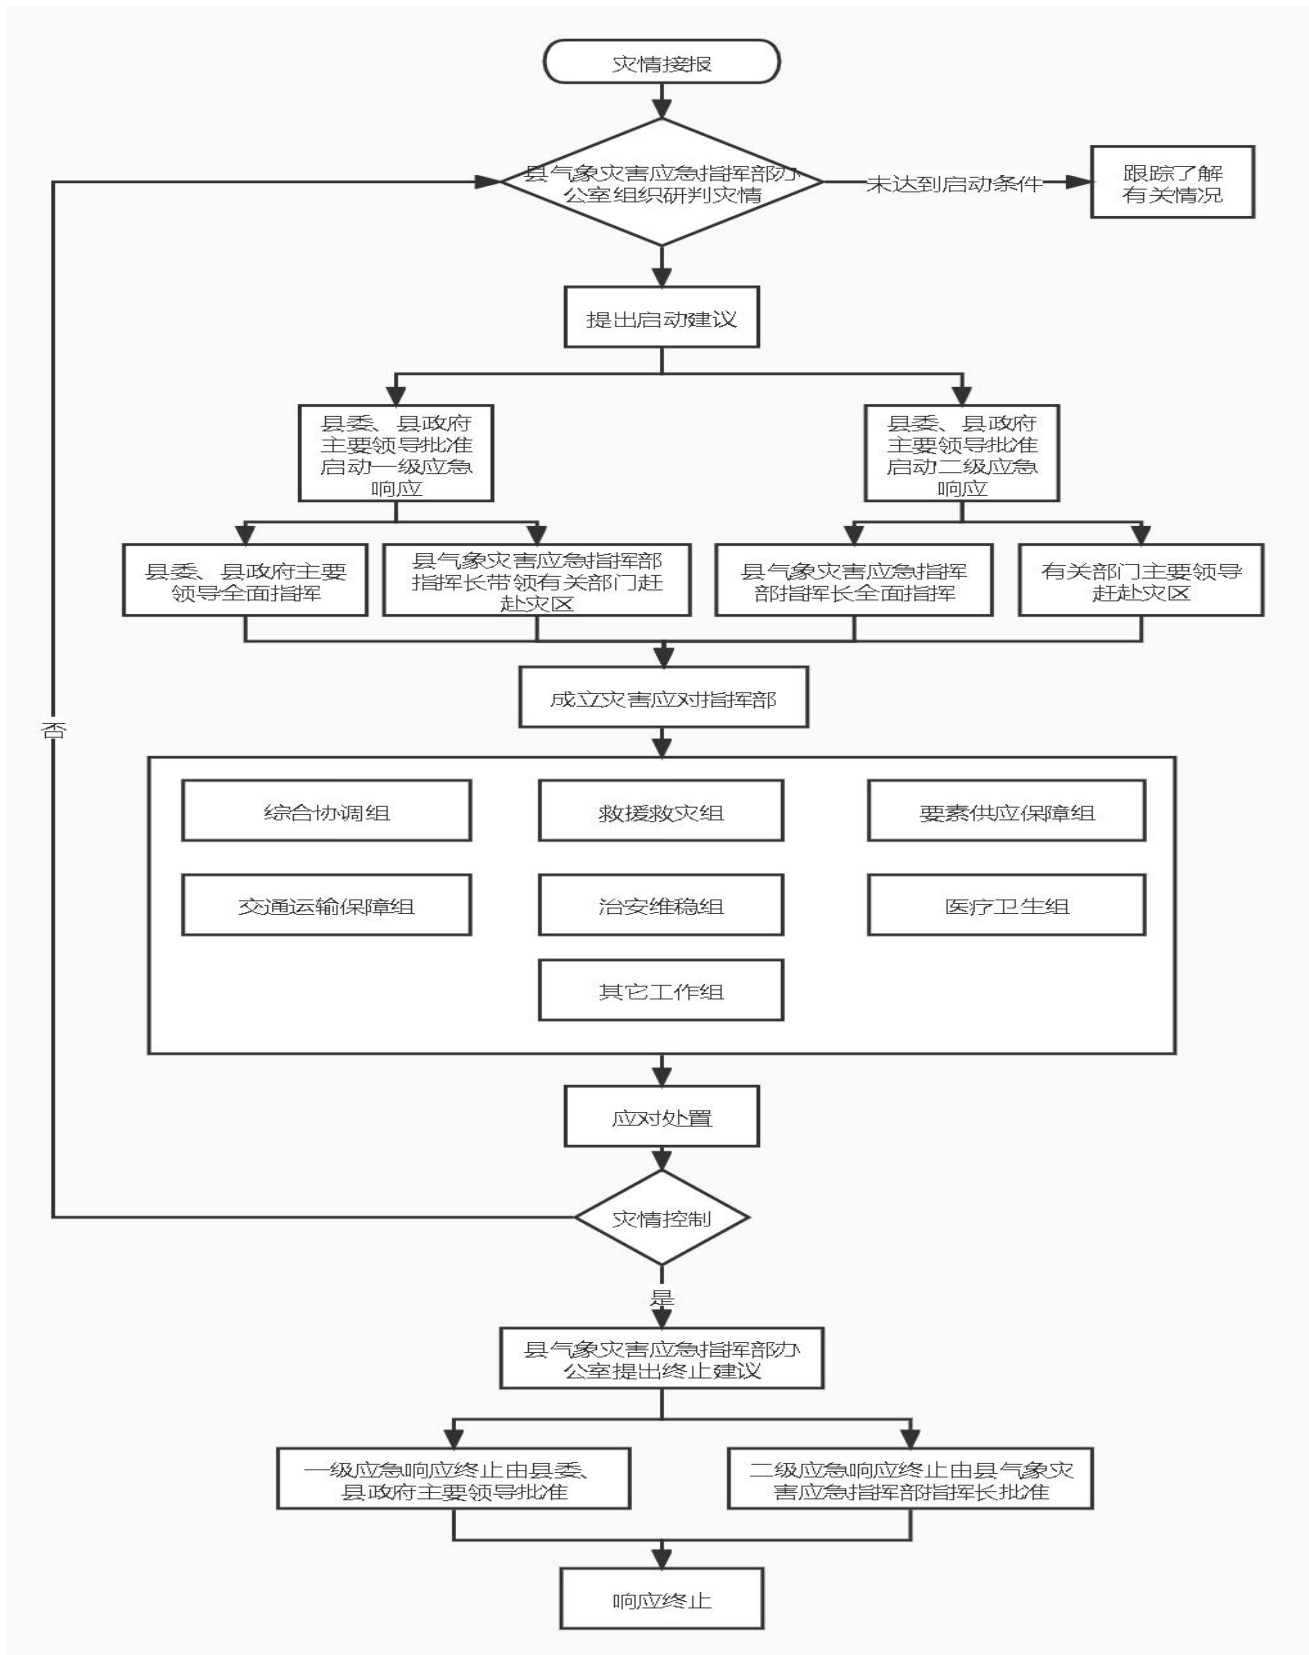 灾情接报
县气象灾害应急指挥部办
公室组织研判灾情
未达到启动条件
跟踪了解
有关情况
提出启动建议
县委、县政府
主要领导批准
启动一级应急
响应
县委、县政府
主要领导批准
启动二级应急
响应
县委、县政府主要
领导全面指挥
县气象灾害应急指挥部
指挥长带领有关部门赶
赴灾区
县气象灾害应急指挥
部指挥长全面指挥
有关部门主要领导
赶赴灾区
成立灾害应对指挥部
否
综合协调组
救援救灾组
要素供应保障组
交通运输保障组
治安维稳组
医疗卫生组
其它工作组
应对处置
灾情控制
是
县气象灾害应急指挥部办
公室提出终止建议
一级应急响应终止由县委、
县政府主要领导批准
二级应急响应终止由县气象灾
害应急指挥部指挥长批准
响应终止